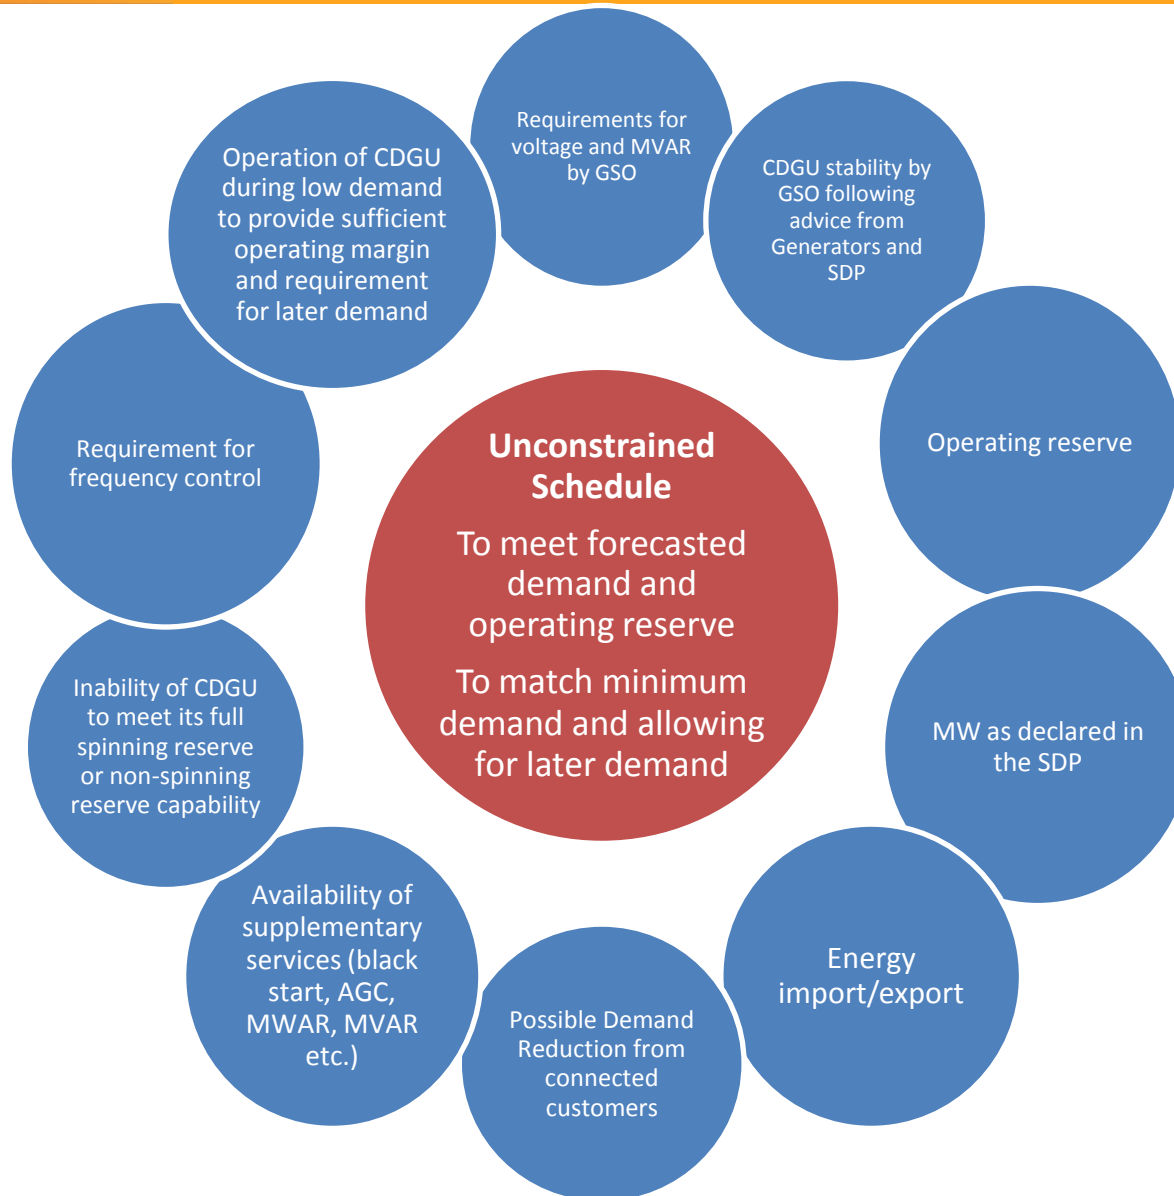 Requirements for
voltage and MVAR
by GSO
CDGU stability by
GSO following
advice from
Generators and
SDP
Operating reserve
MW as declared in
the SDP
Energy
import/export
Possible Demand
Reduction from
connected
customers
Availability of
supplementary
services (black
start, AGC,
MWAR, MVAR
etc.)
Inability of CDGU
to meet its full
spinning reserve
or non-spinning
reserve capability
Requirement for
frequency control
Operation of CDGU
during low demand
to provide sufficient
operating margin
and requirement
for later demand
Unconstrained
Schedule
To meet forecasted
demand and
operating reserve
To match minimum
demand and allowing
for later demand